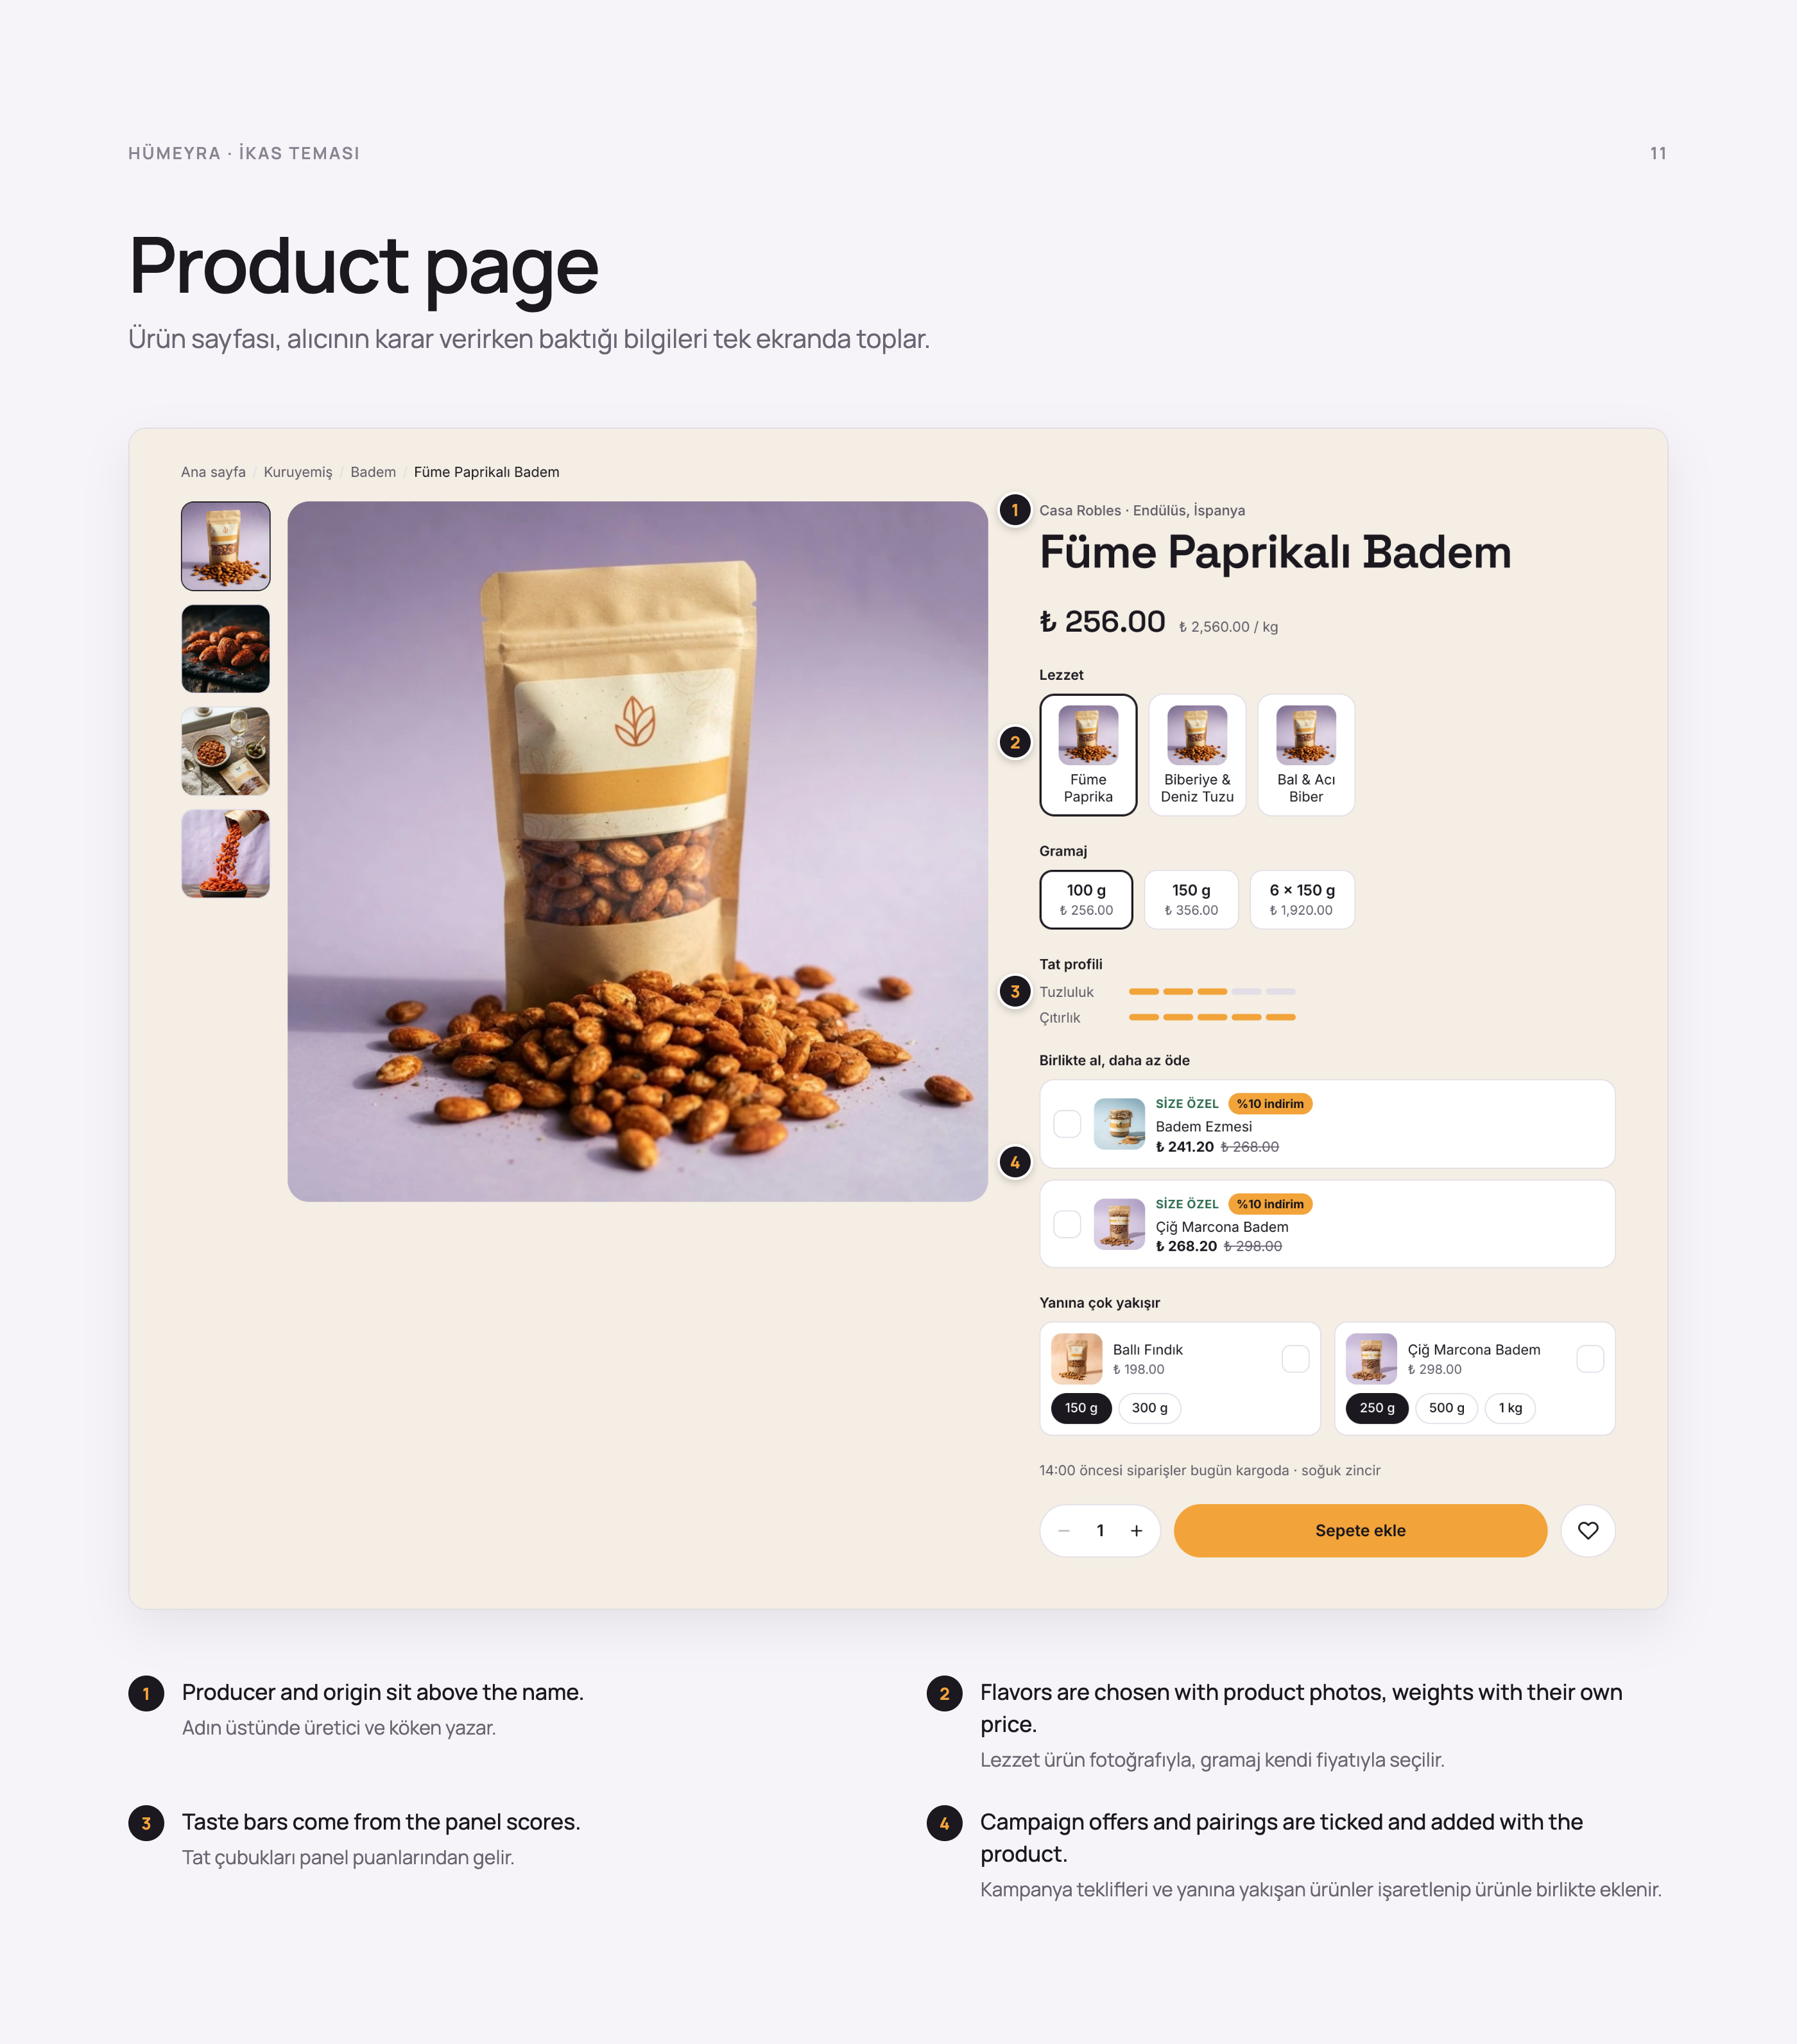 HÜMEYRA · İKAS TEMASI
11
Product page
Ürün sayfası, alıcının karar verirken baktığı bilgileri tek ekranda toplar.
Ana sayfa / Kuruyemiş / Badem / Füme Paprikalı Badem
1
Casa Robles · Endülüs, İspanya
Füme Paprikalı Badem
₺ 256.00 ₺ 2,560.00 / kg
Lezzet
2
Füme
Paprika
Biberiye &
Deniz Tuzu
Bal & Acı
Biber
Gramaj
100 g
₺ 256.00
150 g
₺ 356.00
6 × 150 g
₺ 1,920.00
Tat profili
3
Tuzluluk
Çıtırlık
Birlikte al, daha az öde
4
SİZE ÖZEL %10 indirim
Badem Ezmesi
₺ 241.20 ₺ 268.00
SİZE ÖZEL %10 indirim
Çiğ Marcona Badem
₺ 268.20 ₺ 298.00
Yanına çok yakışır
Ballı Fındık
₺ 198.00
150 g 300 g
Çiğ Marcona Badem
₺ 298.00
250 g 500 g 1 kg
14:00 öncesi siparişler bugün kargoda · soğuk zincir
− 1 + Sepete ekle
1 Producer and origin sit above the name.
Adın üstünde üretici ve köken yazar.
2 Flavors are chosen with product photos, weights with their own
price.
Lezzet ürün fotoğrafıyla, gramaj kendi fiyatıyla seçilir.
3 Taste bars come from the panel scores.
Tat çubukları panel puanlarından gelir.
4 Campaign offers and pairings are ticked and added with the
product.
Kampanya teklifleri ve yanına yakışan ürünler işaretlenip ürünle birlikte eklenir.